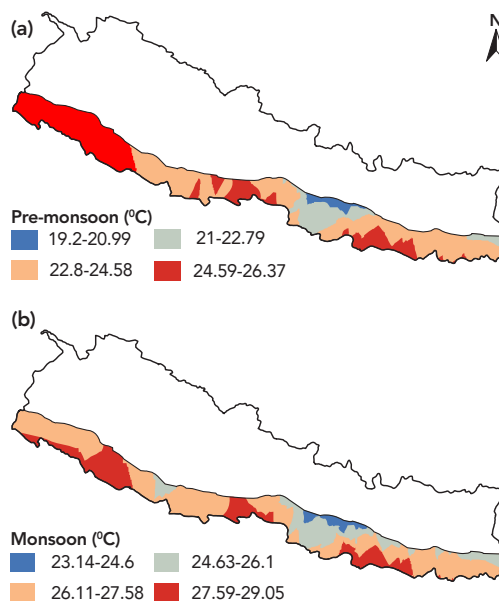 (a)
N
Pre-monsoon (⁰C)
19.2-20.99 21-22.79
22.8-24.58 24.59-26.37
(b)
Monsoon (⁰C)
23.14-24.6 24.63-26.1
26.11-27.58 27.59-29.05